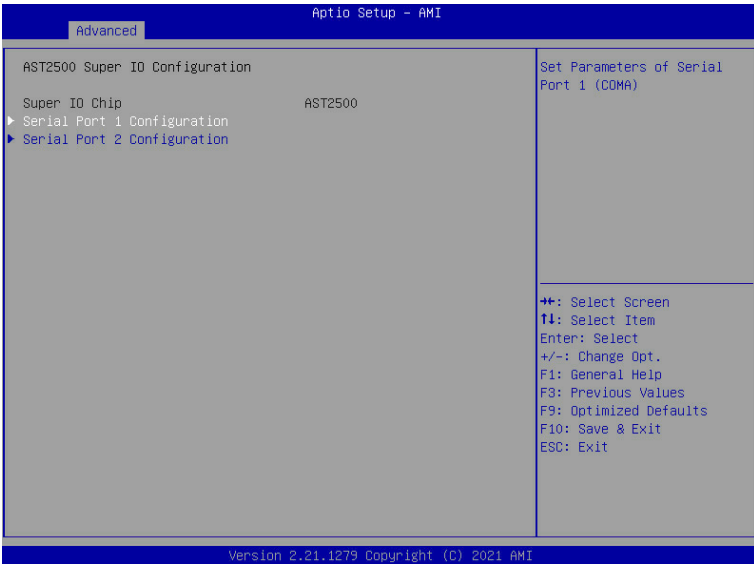 Aptio Setup – AMI
Advanced
AST2500 Super IO Configuration
Super IO Chip AST2500
▶ Serial Port 1 Configuration
▶ Serial Port 2 Configuration
Set Parameters of Serial
Port 1 (COMA)
→←: Select Screen
↑↓: Select Item
Enter: Select
+/-: Change Opt.
F1: General Help
F3: Previous Values
F9: Optimized Defaults
F10: Save & Exit
ESC: Exit
Version 2.21.1279 Copyright (C) 2021 AMI